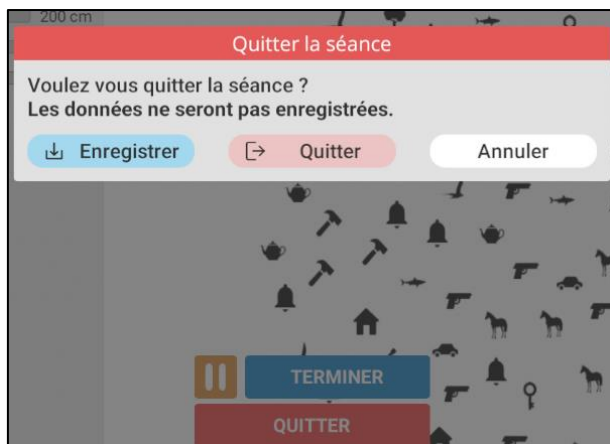 200 cm
Quitter la séance
Voulez vous quitter la séance ?
Les données ne seront pas enregistrées.
Enregistrer
Quitter
Annuler
TERMINER
QUITTER